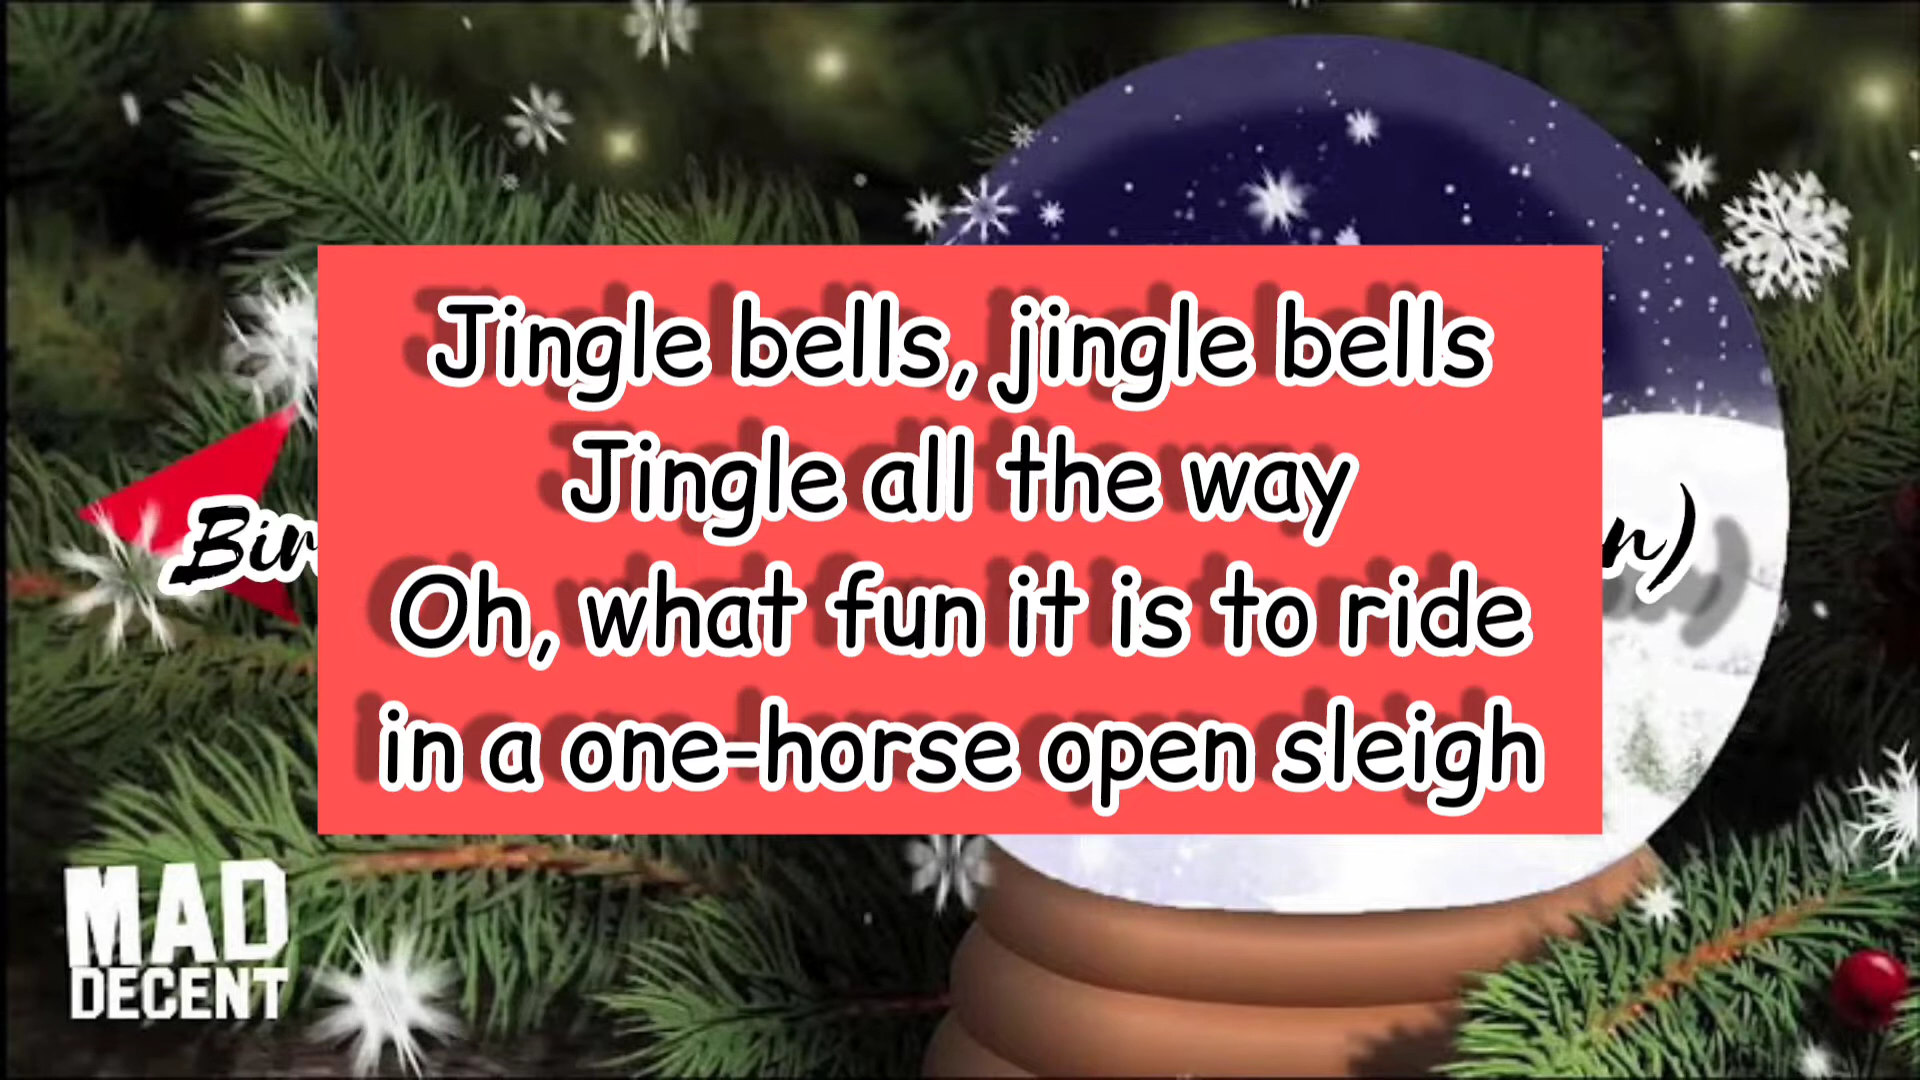 Jingle bells, jingle bells
Jingle all the way
Oh, what fun it is to ride
in a one-horse open sleigh
MAD
DECENT